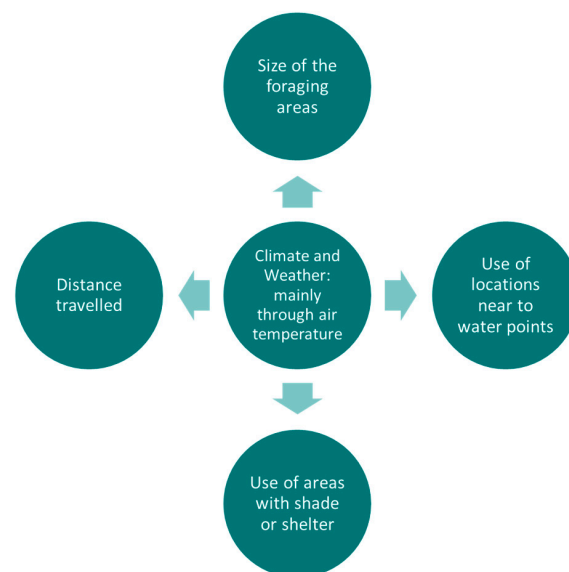 Size of the
foraging
areas
Distance
travelled
Climate and
Weather:
mainly
through air
temperature
Use of
locations
near to
water points
Use of areas
with shade
or shelter